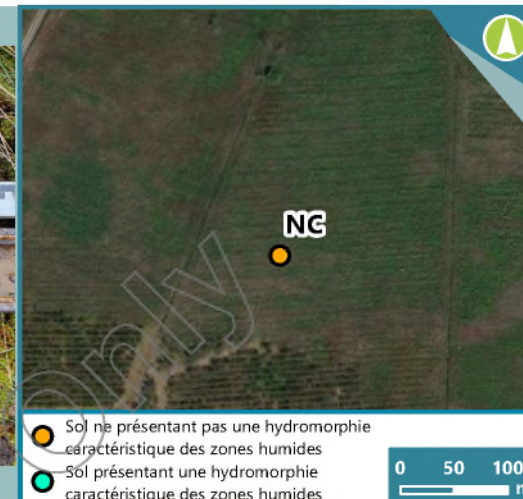 NC
only
Sol ne présentant pas une hydromorphie
caractéristique des zones humides
Sol présentant une hydromorphie
caractéristique des zones humides
0 50 100